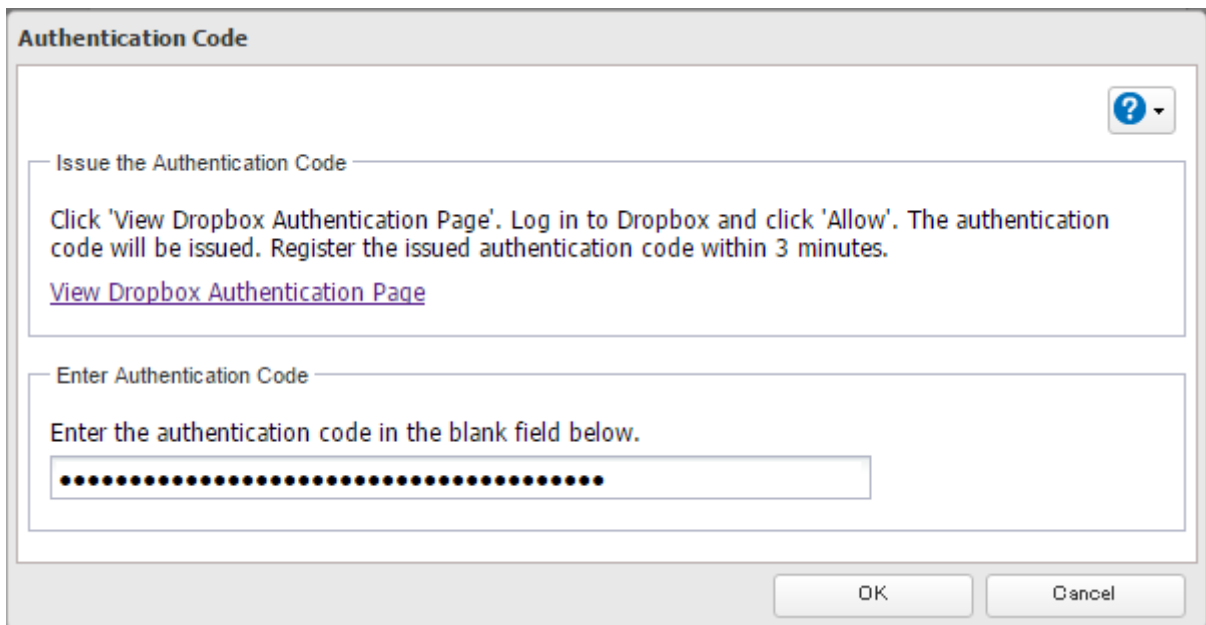 Authentication Code
?
Issue the Authentication Code
Click 'View Dropbox Authentication Page'. Log in to Dropbox and click 'Allow'. The authentication
code will be issued. Register the issued authentication code within 3 minutes.
View Dropbox Authentication Page
Enter Authentication Code
Enter the authentication code in the blank field below.
●●●●●●●●●●●●●●●●●●●●●●●●●●●●●●●●●●●●●●●
OK Cancel